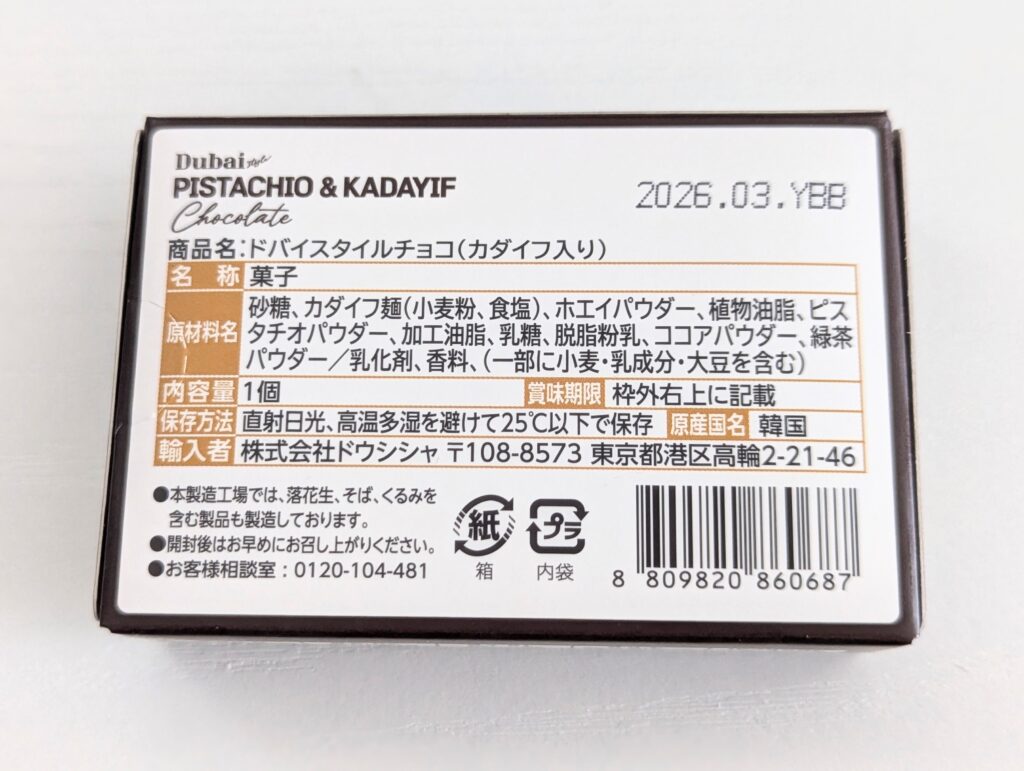 Dubai style
PISTACHIO & KADAYIF
Chocolate
2026.03.YBB
商品名:ドバイスタイルチョコ(カダイフ入り)
名 称 菓子
原材料名 砂糖、カダイフ麺(小麦粉、食塩)、ホエイパウダー、植物油脂、ピス
タチオパウダー、加工油脂、乳糖、脱脂粉乳、ココアパウダー、緑茶
パウダー/乳化剤、香料、(一部に小麦・乳成分・大豆を含む)
内容量 1個 賞味期限 枠外右上に記載
保存方法 直射日光、高温多湿を避けて25℃以下で保存 原産国名 韓国
輸入者 株式会社ドウシシャ 〒108-8573 東京都港区高輪2-21-46
●本製造工場では、落花生、そば、くるみを
含む製品も製造しております。
●開封後はお早めにお召し上がりください。
●お客様相談室:0120-104-481
紙
箱
プラ
内袋
8 809820 860687